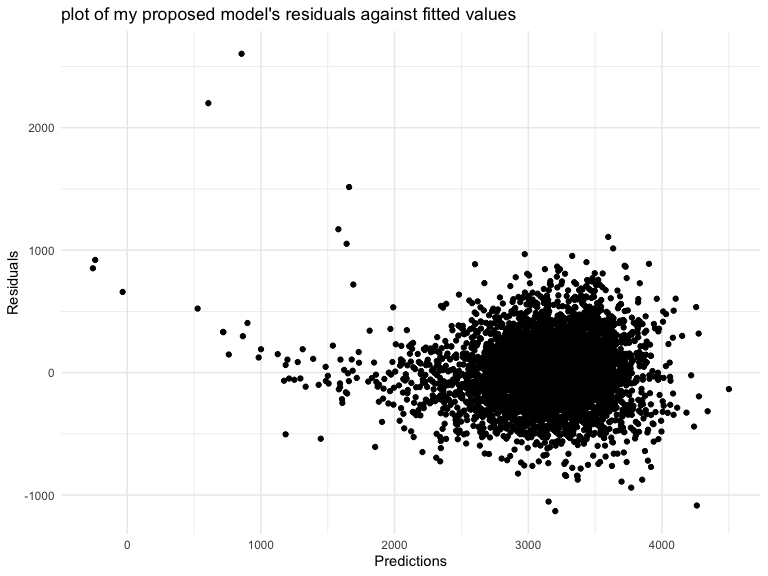 plot of my proposed model's residuals against fitted values
Residuals
2000
1000
0
-1000
0 1000 2000 3000 4000
Predictions